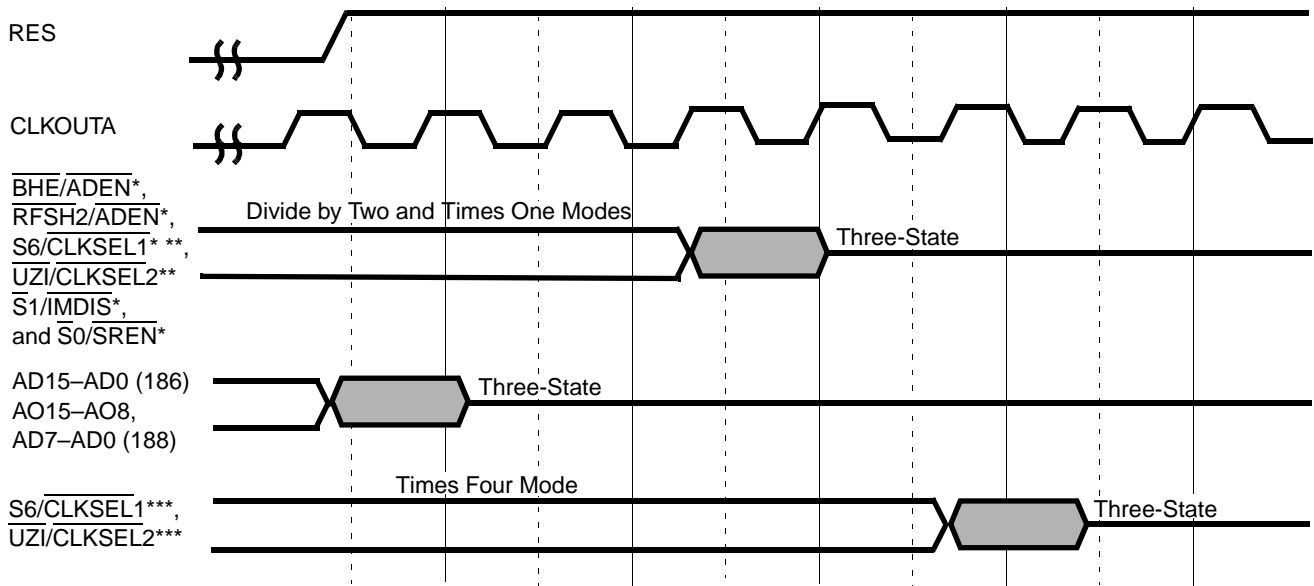 RES
CLKOUTA
BHE/ADEN*,
RFSH2/ADEN*,
S6/CLKSEL1* **,
UZI/CLKSEL2**
S1/IMDIS*,
and S0/SREN*
Divide by Two and Times One Modes
Three-State
AD15–AD0 (186)
AO15–AO8,
AD7–AD0 (188)
Three-State
Times Four Mode
S6/CLKSEL1***,
UZI/CLKSEL2***
Three-State